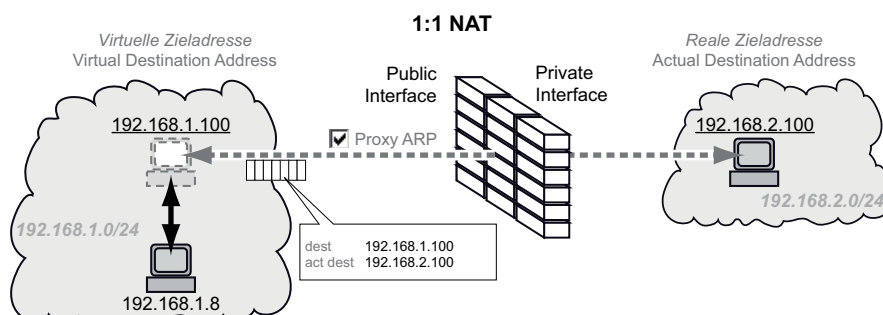 1:1 NAT
Virtuelle Zieladresse
Virtual Destination Address
Reale Zieladresse
Actual Destination Address
Public
Interface
Private
Interface
192.168.1.100
Proxy ARP
192.168.2.100
192.168.1.0/24
192.168.2.0/24
dest 192.168.1.100
act dest 192.168.2.100
192.168.1.8